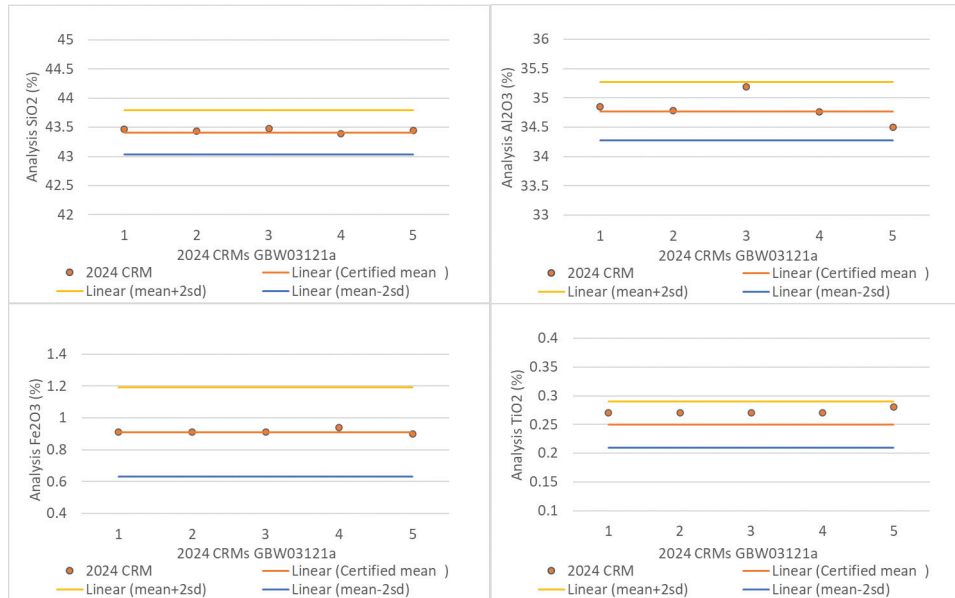 Analysis SiO2 (%)
45
44.5
44
43.5
43
42.5
42
1 2 3 4 5
2024 CRMs GBW03121a
2024 CRM Linear (Certified mean )
Linear (mean+2sd) Linear (mean-2sd)
Analysis Al2O3 (%)
36
35.5
35
34.5
34
33.5
33
1 2 3 4 5
2024 CRMs GBW03121a
2024 CRM Linear (Certified mean )
Linear (mean+2sd) Linear (mean-2sd)
Analysis Fe2O3 (%)
1.4
1.2
1
0.8
0.6
0.4
1 2 3 4 5
2024 CRMs GBW03121a
2024 CRM Linear (Certified mean )
Linear (mean+2sd) Linear (mean-2sd)
Analysis TiO2 (%)
0.4
0.35
0.3
0.25
0.2
0.15
0.1
1 2 3 4 5
2024 CRMs GBW03121a
2024 CRM Linear (Certified mean )
Linear (mean+2sd) Linear (mean-2sd)